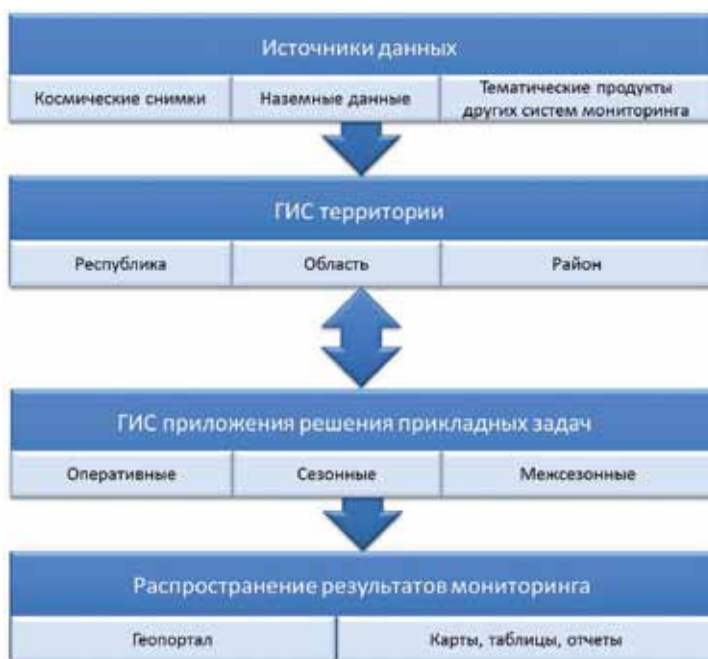 Источники данных
Космические снимки
Наземные данные
Тематические продукты
других систем мониторинга
ГИС территории
Республика
Область
Район
ГИС приложения решения прикладных задач
Оперативные
Сезонные
Межсезонные
Распространение результатов мониторинга
Геопортал
Карты, таблицы, отчеты